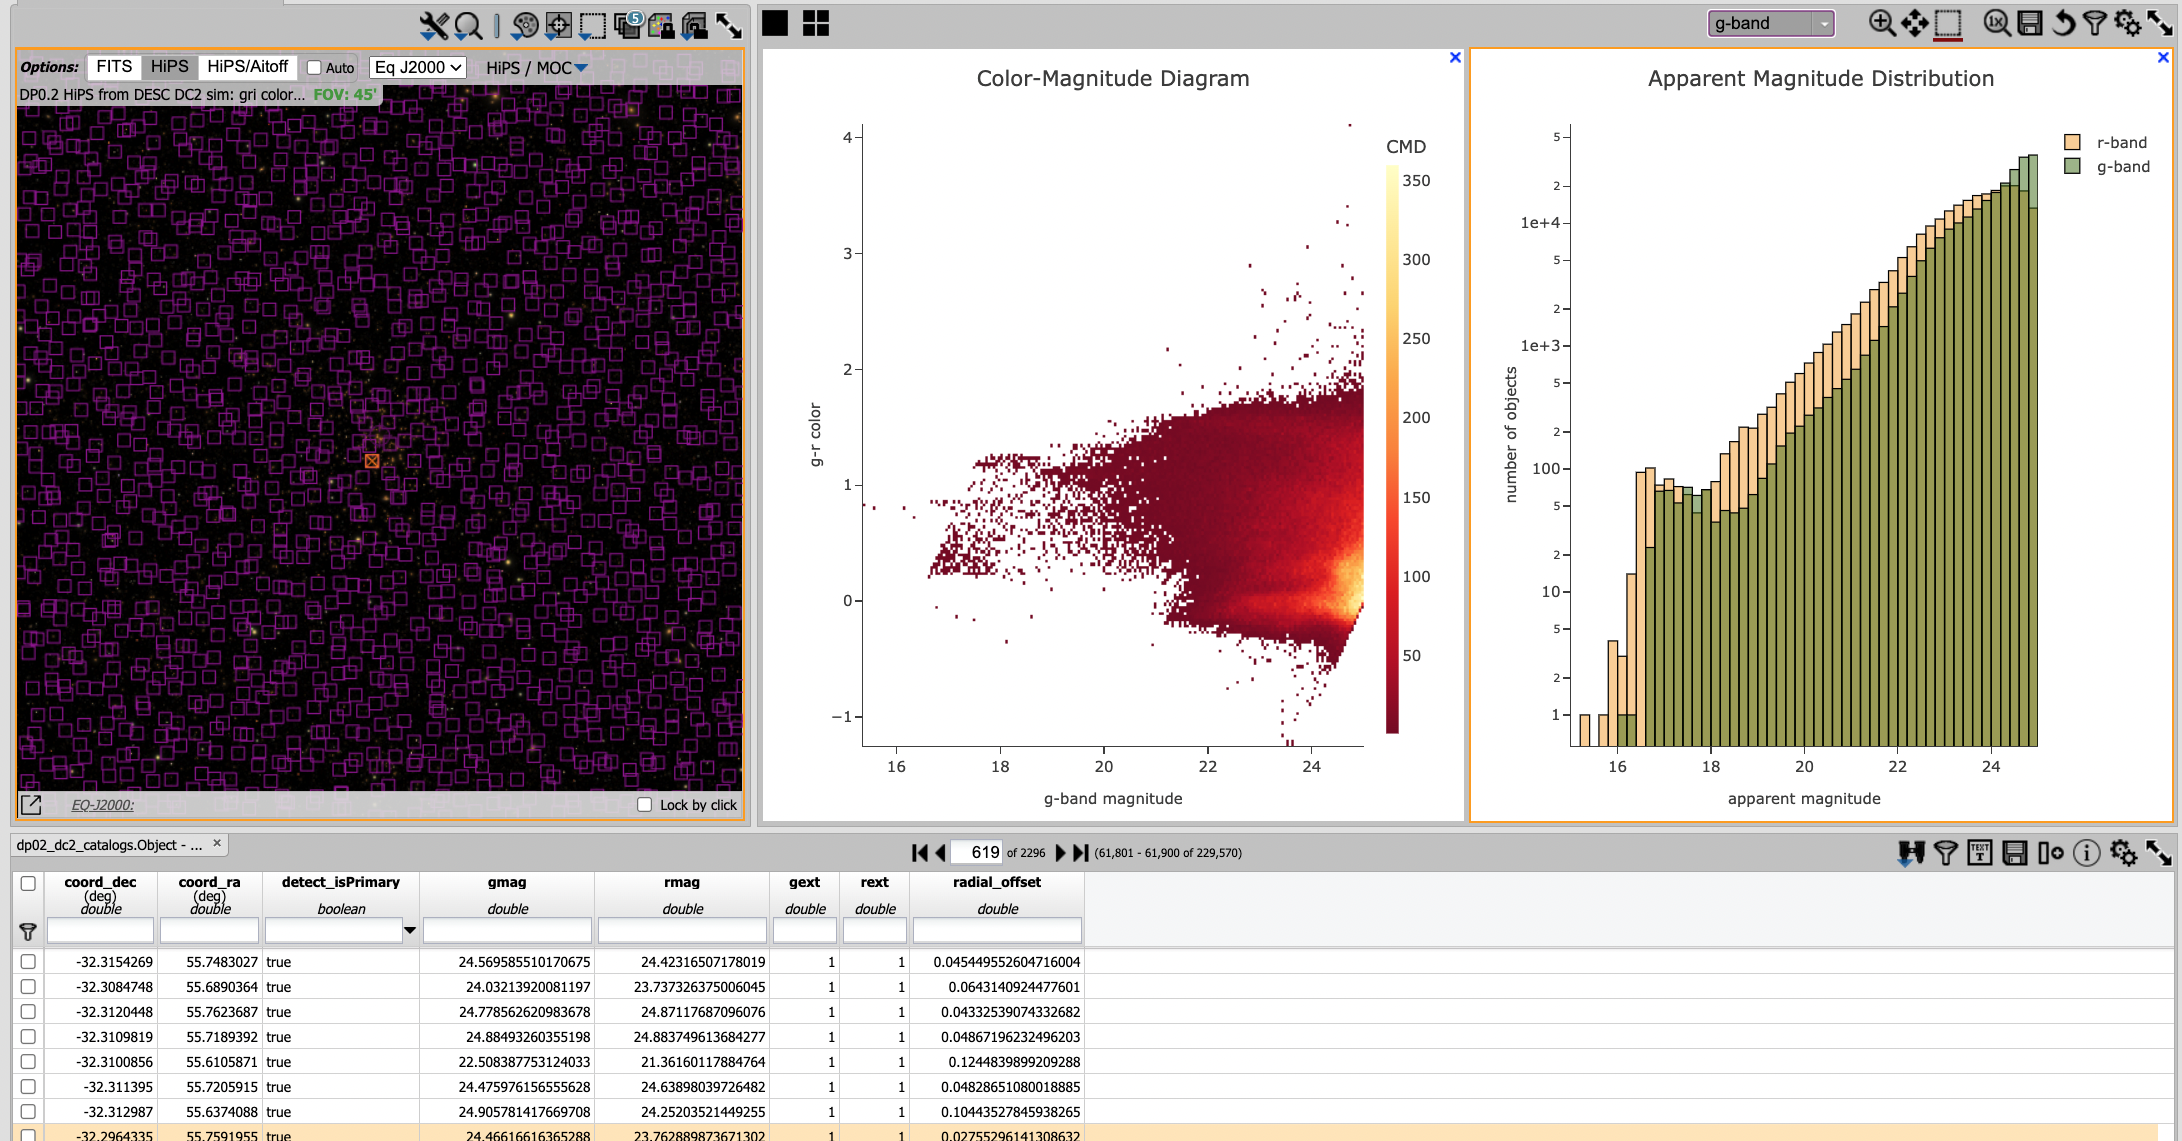 5
g-band
1x
Options: FITS HiPS HiPS/Aitoff Auto Eq J2000 HiPS / MOC
DP0.2 HiPS from DESC DC2 sim: gri color... FOV: 45'
EQ-J2000: Lock by click
Color-Magnitude Diagram
4
3
2
1
0
−1
g-r color
16 18 20 22 24
g-band magnitude
CMD
350
300
250
200
150
100
50
Apparent Magnitude Distribution
r-band
g-band
5
2
1e+4
5
2
1e+3
5
2
100
5
2
10
5
2
1
number of objects
16 18 20 22 24
apparent magnitude
dp02_dc2_catalogs.Object - ... ×
619 of 2296 (61,801 - 61,900 of 229,570)
TEXT
T
coord_dec coord_ra detect_isPrimary gmag rmag gext rext radial_offset
(deg) (deg)
double double boolean double double double double double
-32.3154269 55.7483027 true 24.569585510170675 24.42316507178019 1 1 0.045449552604716004
-32.3084748 55.6890364 true 24.03213920081197 23.737326375006045 1 1 0.0643140924477601
-32.3120448 55.7623687 true 24.778562620983678 24.87117687096076 1 1 0.04332539074332682
-32.3109819 55.7189392 true 24.88493260355198 24.883749613684277 1 1 0.04867196232496203
-32.3100856 55.6105871 true 22.508387753124033 21.36160117884764 1 1 0.1244839899209288
-32.311395 55.7205915 true 24.475976156555628 24.63898039726482 1 1 0.04828651080018885
-32.312987 55.6374088 true 24.905781417669708 24.25203521449255 1 1 0.10443527845938265
-32.2964335 55.7591955 true 24.46616616365288 23.762889873671302 1 1 0.02755296141308632